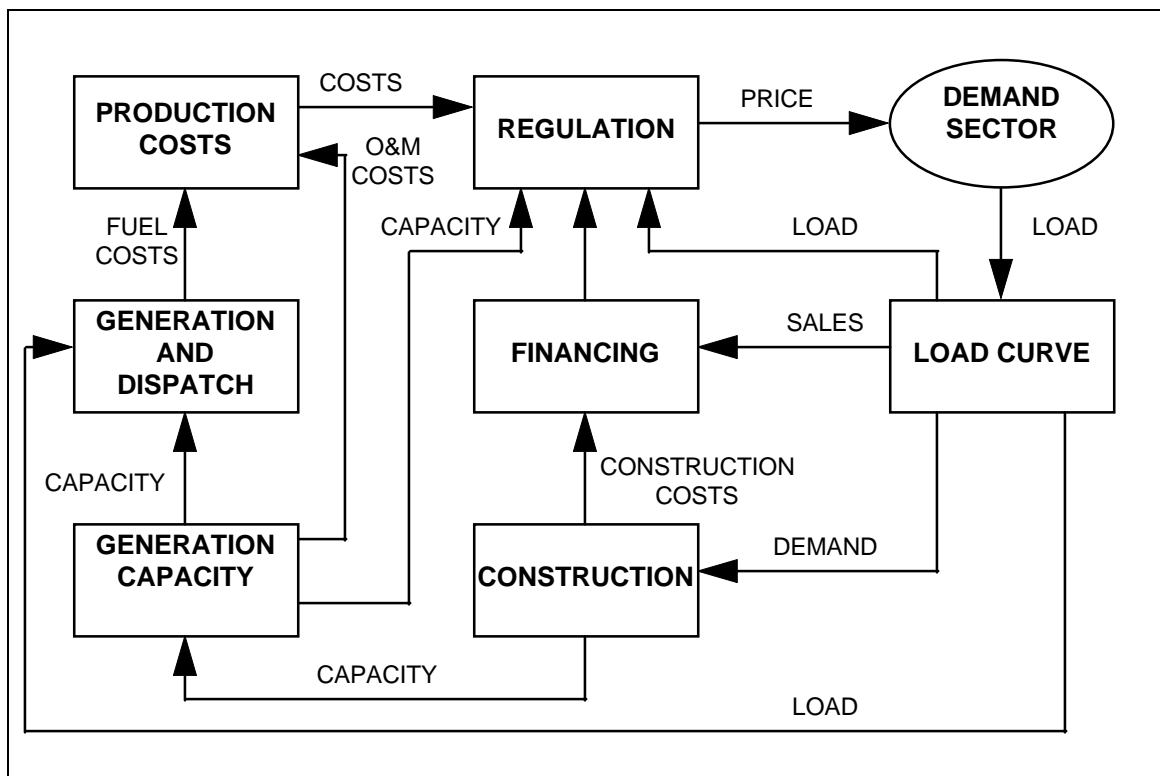 COSTS
PRODUCTION
COSTS
REGULATION
PRICE
DEMAND
SECTOR
O&M
COSTS
FUEL
COSTS
CAPACITY
LOAD
LOAD
GENERATION
AND
DISPATCH
FINANCING
SALES
LOAD CURVE
CAPACITY
CONSTRUCTION
COSTS
GENERATION
CAPACITY
CONSTRUCTION
DEMAND
CAPACITY
LOAD